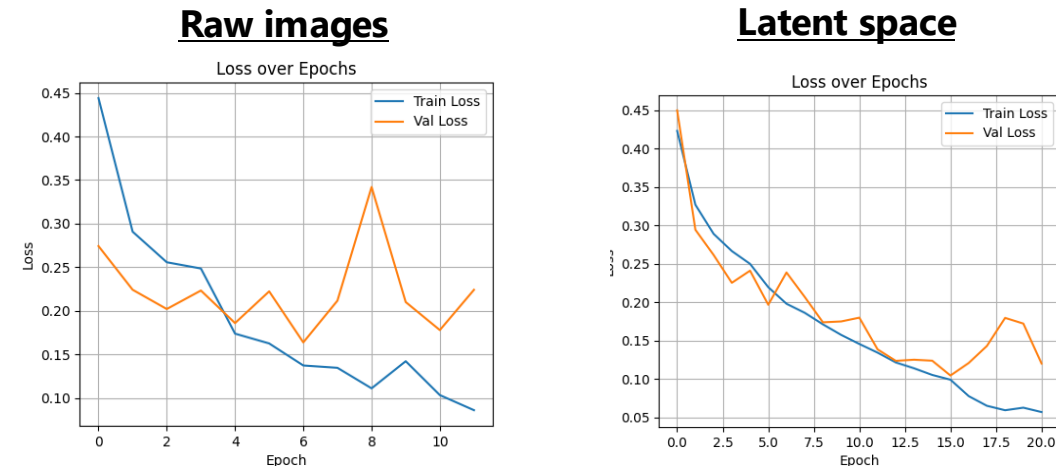 Raw images
Loss over Epochs
Train Loss
Val Loss
0.45
0.40
0.35
0.30
0.25
0.20
0.15
0.10
Loss
0 2 4 6 8 10
Epoch
Latent space
Loss over Epochs
Train Loss
Val Loss
0.45
0.40
0.35
0.30
0.25
0.20
0.15
0.10
0.05
Loss
0.0 2.5 5.0 7.5 10.0 12.5 15.0 17.5 20.0
Epoch